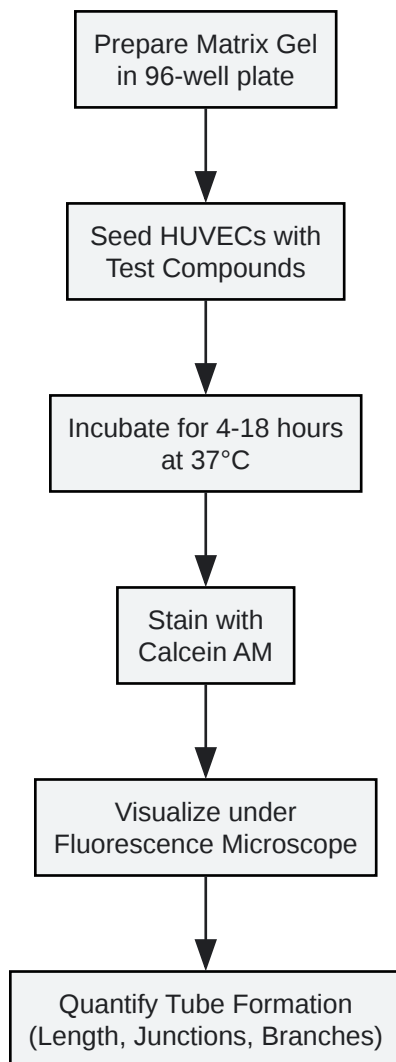 Prepare Matrix Gel
in 96-well plate
Seed HUVECs with
Test Compounds
Incubate for 4-18 hours
at 37°C
Stain with
Calcein AM
Visualize under
Fluorescence Microscope
Quantify Tube Formation
(Length, Junctions, Branches)